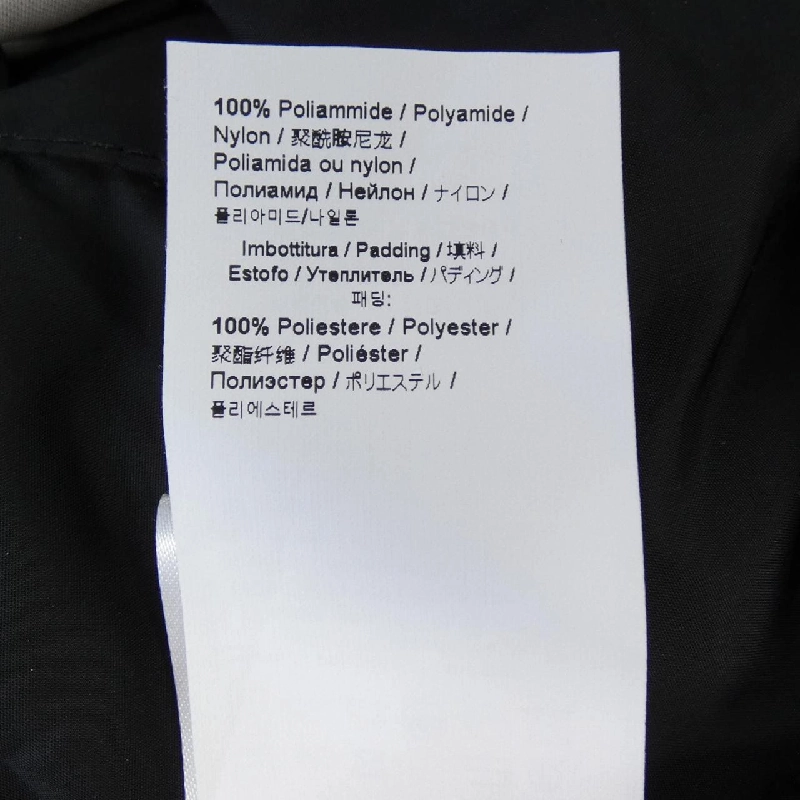 100% Poliammide / Polyamide /
Nylon / 聚酰胺尼龙 /
Poliamida ou nylon /
Полиамид / Нейлон / ナイロン /
폴리아미드/나일론
Imbottitura / Padding / 填料 /
Estofo / Утеплитель / パディング /
패딩:
100% Poliestere / Polyester /
聚酯纤维 / Poliéster /
Полиэстер / ポリエステル /
폴리에스테르